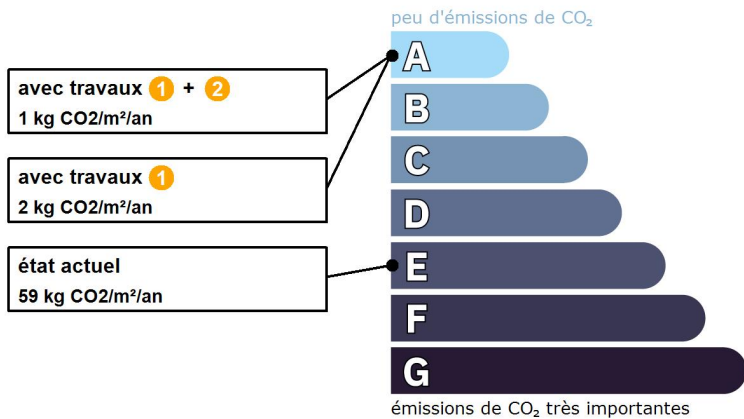 peu d'émissions de CO₂
A
avec travaux 1 + 2
1 kg CO2/m²/an
B
C
avec travaux 1
2 kg CO2/m²/an
D
état actuel
59 kg CO2/m²/an
E
F
G
émissions de CO₂ très importantes